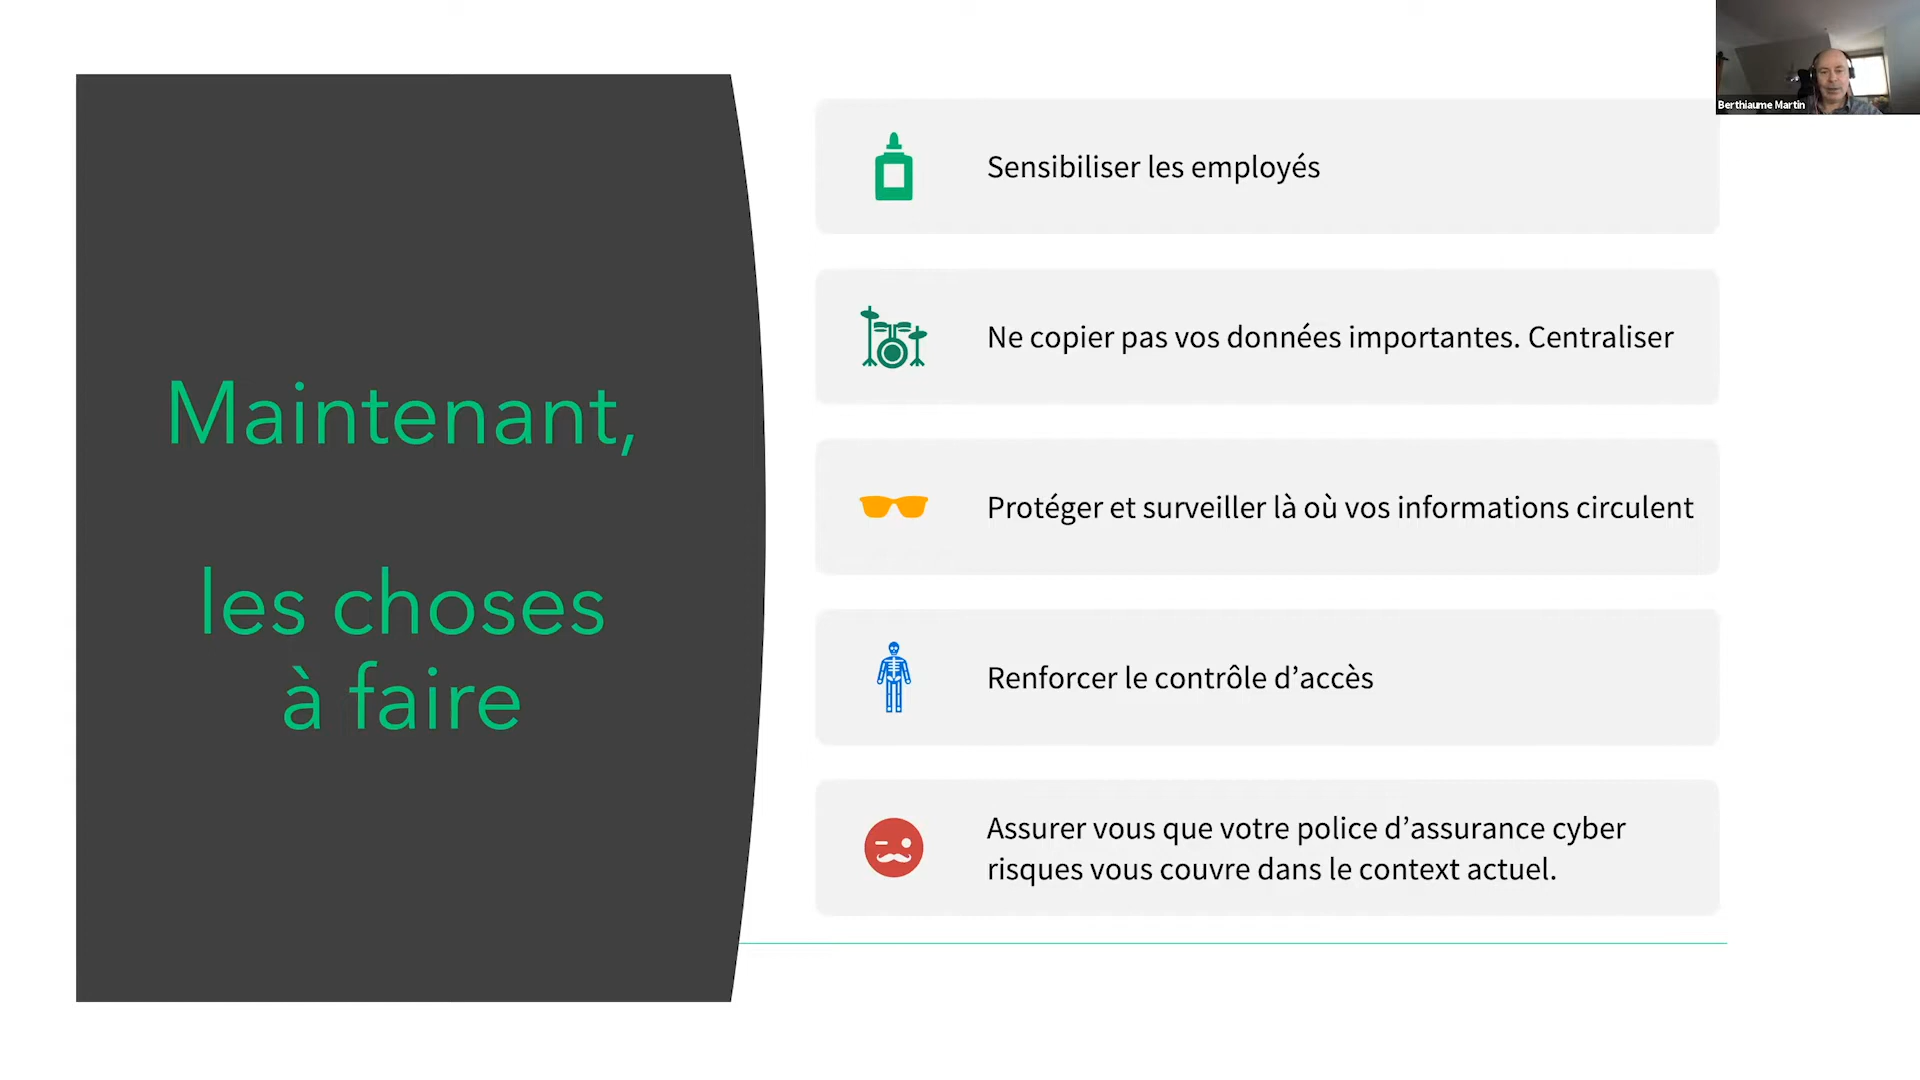 Maintenant,
les choses
à faire
Sensibiliser les employés
Ne copier pas vos données importantes. Centraliser
Protéger et surveiller là où vos informations circulent
Renforcer le contrôle d’accès
Assurer vous que votre police d’assurance cyber
risques vous couvre dans le context actuel.
Berthiaume Martin